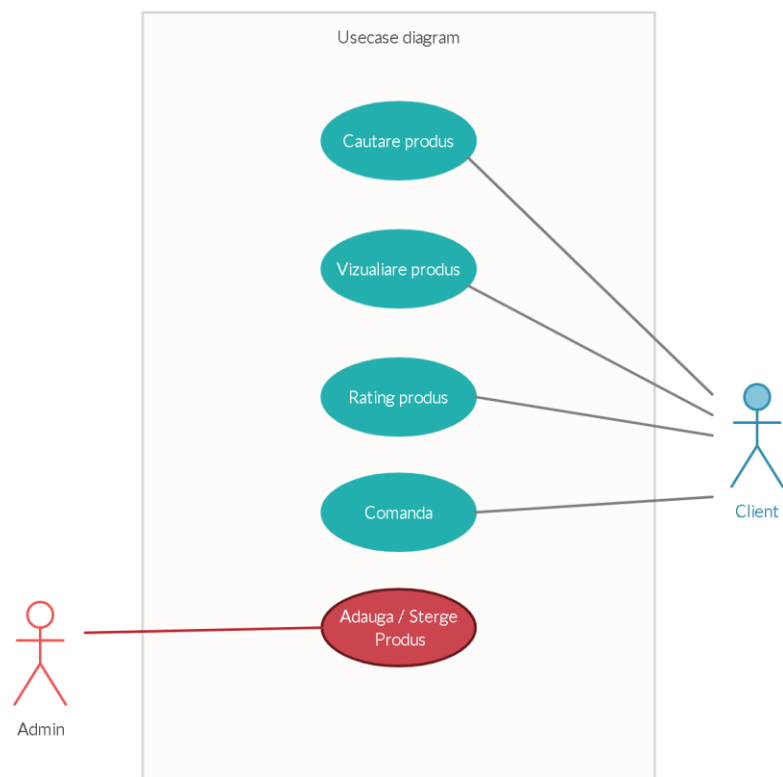 Usecase diagram
Cautare produs
Vizualiare produs
Rating produs
Comanda
Client
Adauga / Sterge
Produs
Admin